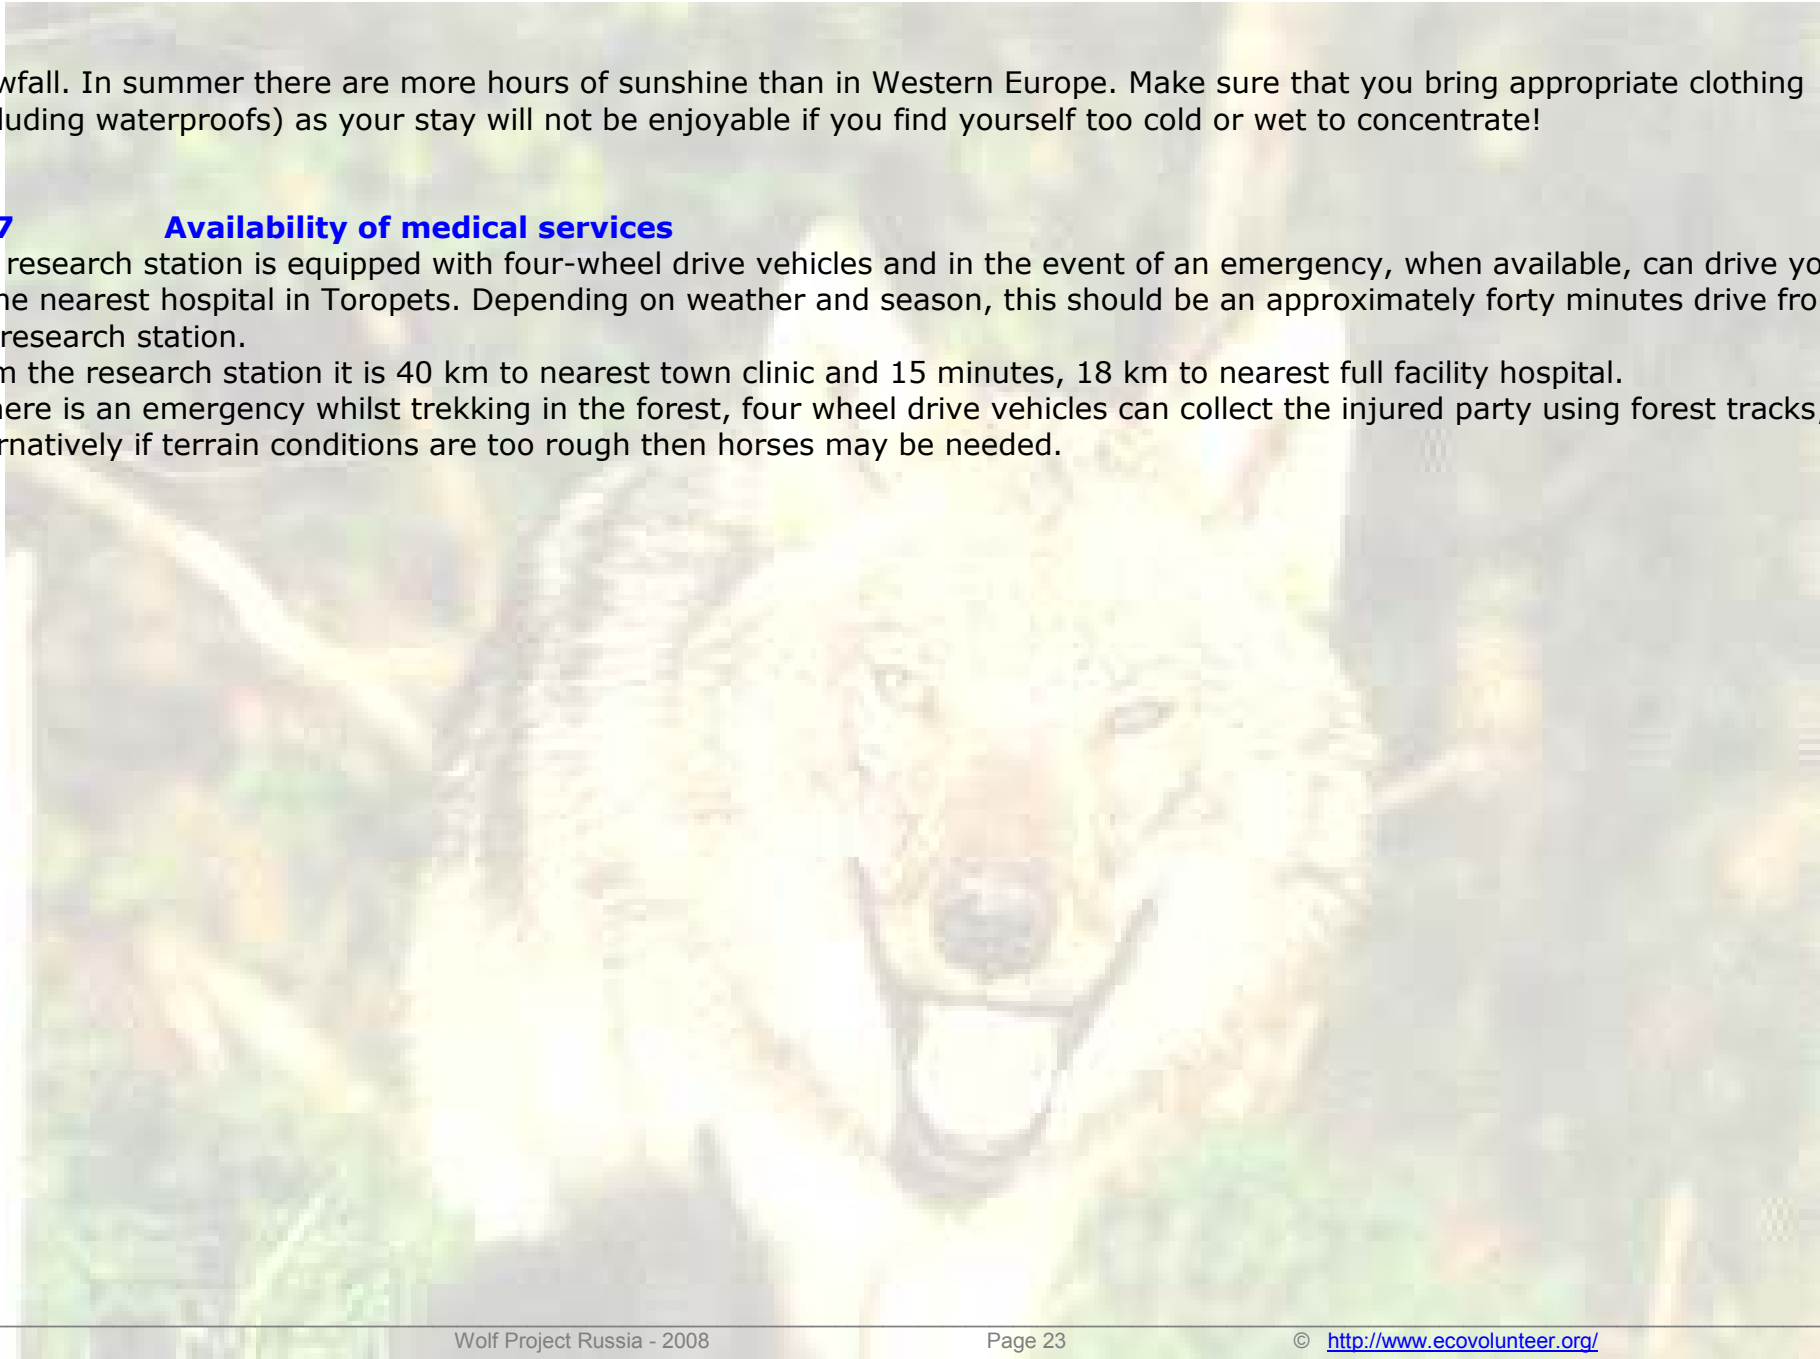 wfall. In summer there are more hours of sunshine than in Western Europe. Make sure that you bring appropriate clothing
luding waterproofs) as your stay will not be enjoyable if you find yourself too cold or wet to concentrate!
7 Availability of medical services
research station is equipped with four-wheel drive vehicles and in the event of an emergency, when available, can drive yo
he nearest hospital in Toropets. Depending on weather and season, this should be an approximately forty minutes drive fro
research station.
m the research station it is 40 km to nearest town clinic and 15 minutes, 18 km to nearest full facility hospital.
here is an emergency whilst trekking in the forest, four wheel drive vehicles can collect the injured party using forest tracks,
rnatively if terrain conditions are too rough then horses may be needed.
Wolf Project Russia - 2008 Page 23 © http://www.ecovolunteer.org/